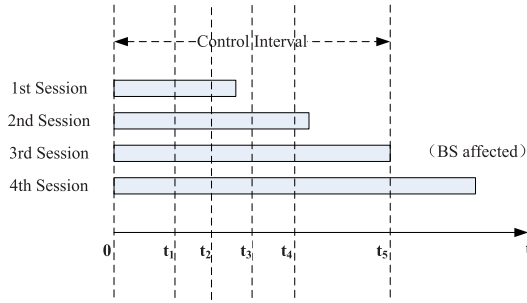 Control Interval
1st Session
2nd Session
3rd Session (BS affected)
4th Session
0 t₁ t₂ t₃ t₄ t₅ t